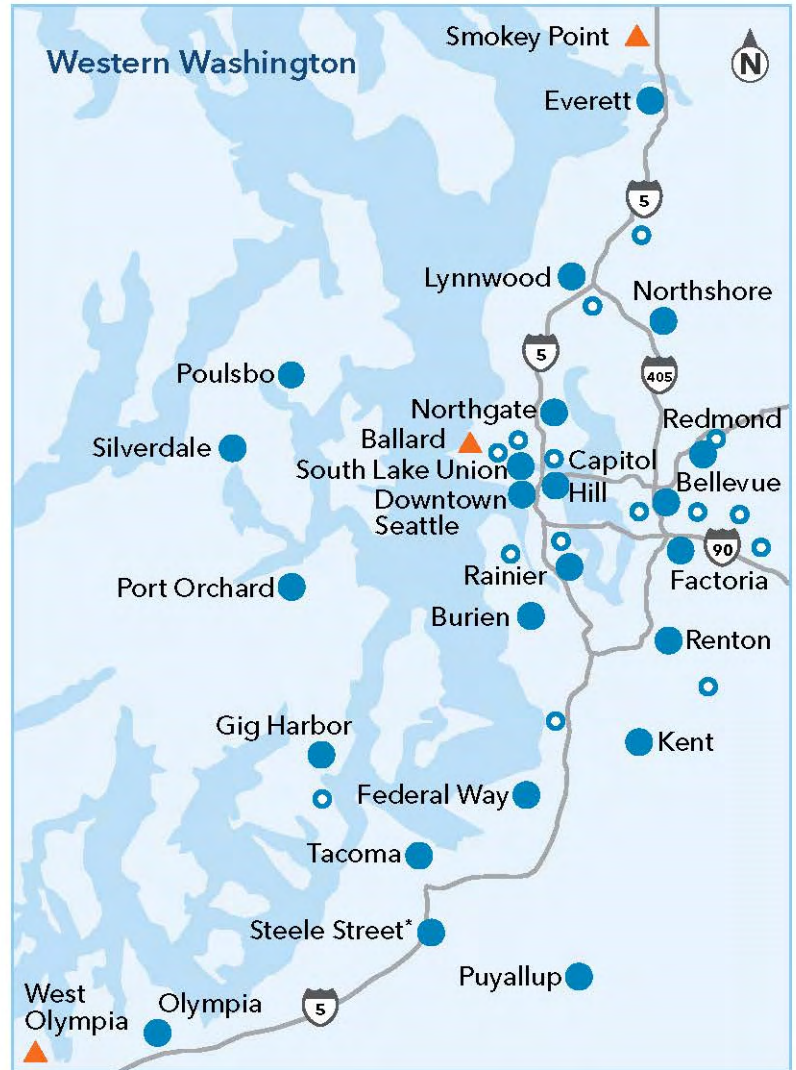 Western Washington
Smokey Point
N
Everett
5
Lynnwood
Northshore
5
405
Poulsbo
Northgate
Redmond
Ballard
Silverdale
South Lake Union
Capitol
Hill
Bellevue
Downtown
Seattle
90
Rainier
Factoria
Port Orchard
Burien
Renton
Gig Harbor
Kent
Federal Way
Tacoma
Steele Street*
Puyallup
West
Olympia
Olympia
5